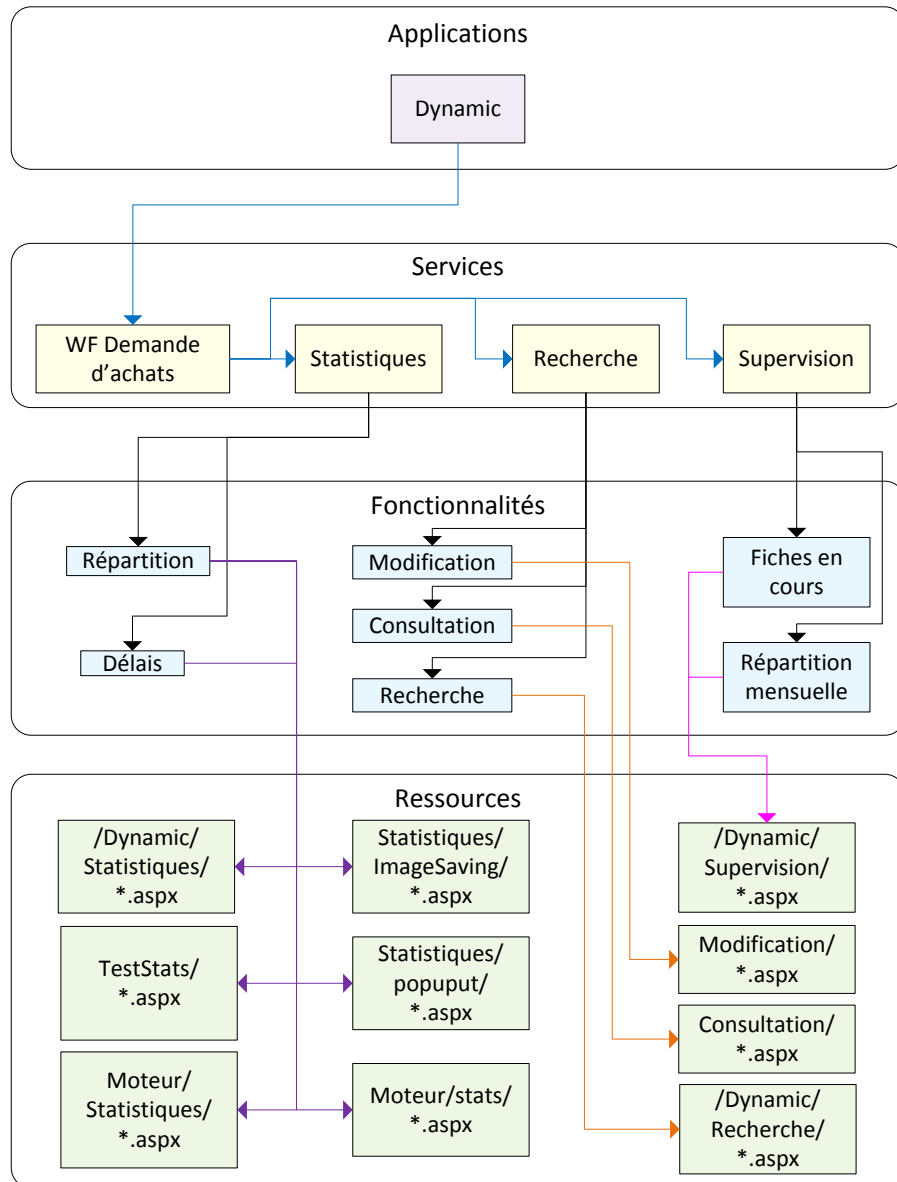 Applications
Dynamic
Services
WF Demande
d’achats
Statistiques
Recherche
Supervision
Fonctionnalités
Répartition
Délais
Modification
Consultation
Recherche
Fiches en
cours
Répartition
mensuelle
Ressources
/Dynamic/
Statistiques/
*.aspx
Statistiques/
ImageSaving/
*.aspx
/Dynamic/
Supervision/
*.aspx
TestStats/
*.aspx
Statistiques/
popuput/
*.aspx
Modification/
*.aspx
Consultation/
*.aspx
Moteur/
Statistiques/
*.aspx
Moteur/stats/
*.aspx
/Dynamic/
Recherche/
*.aspx